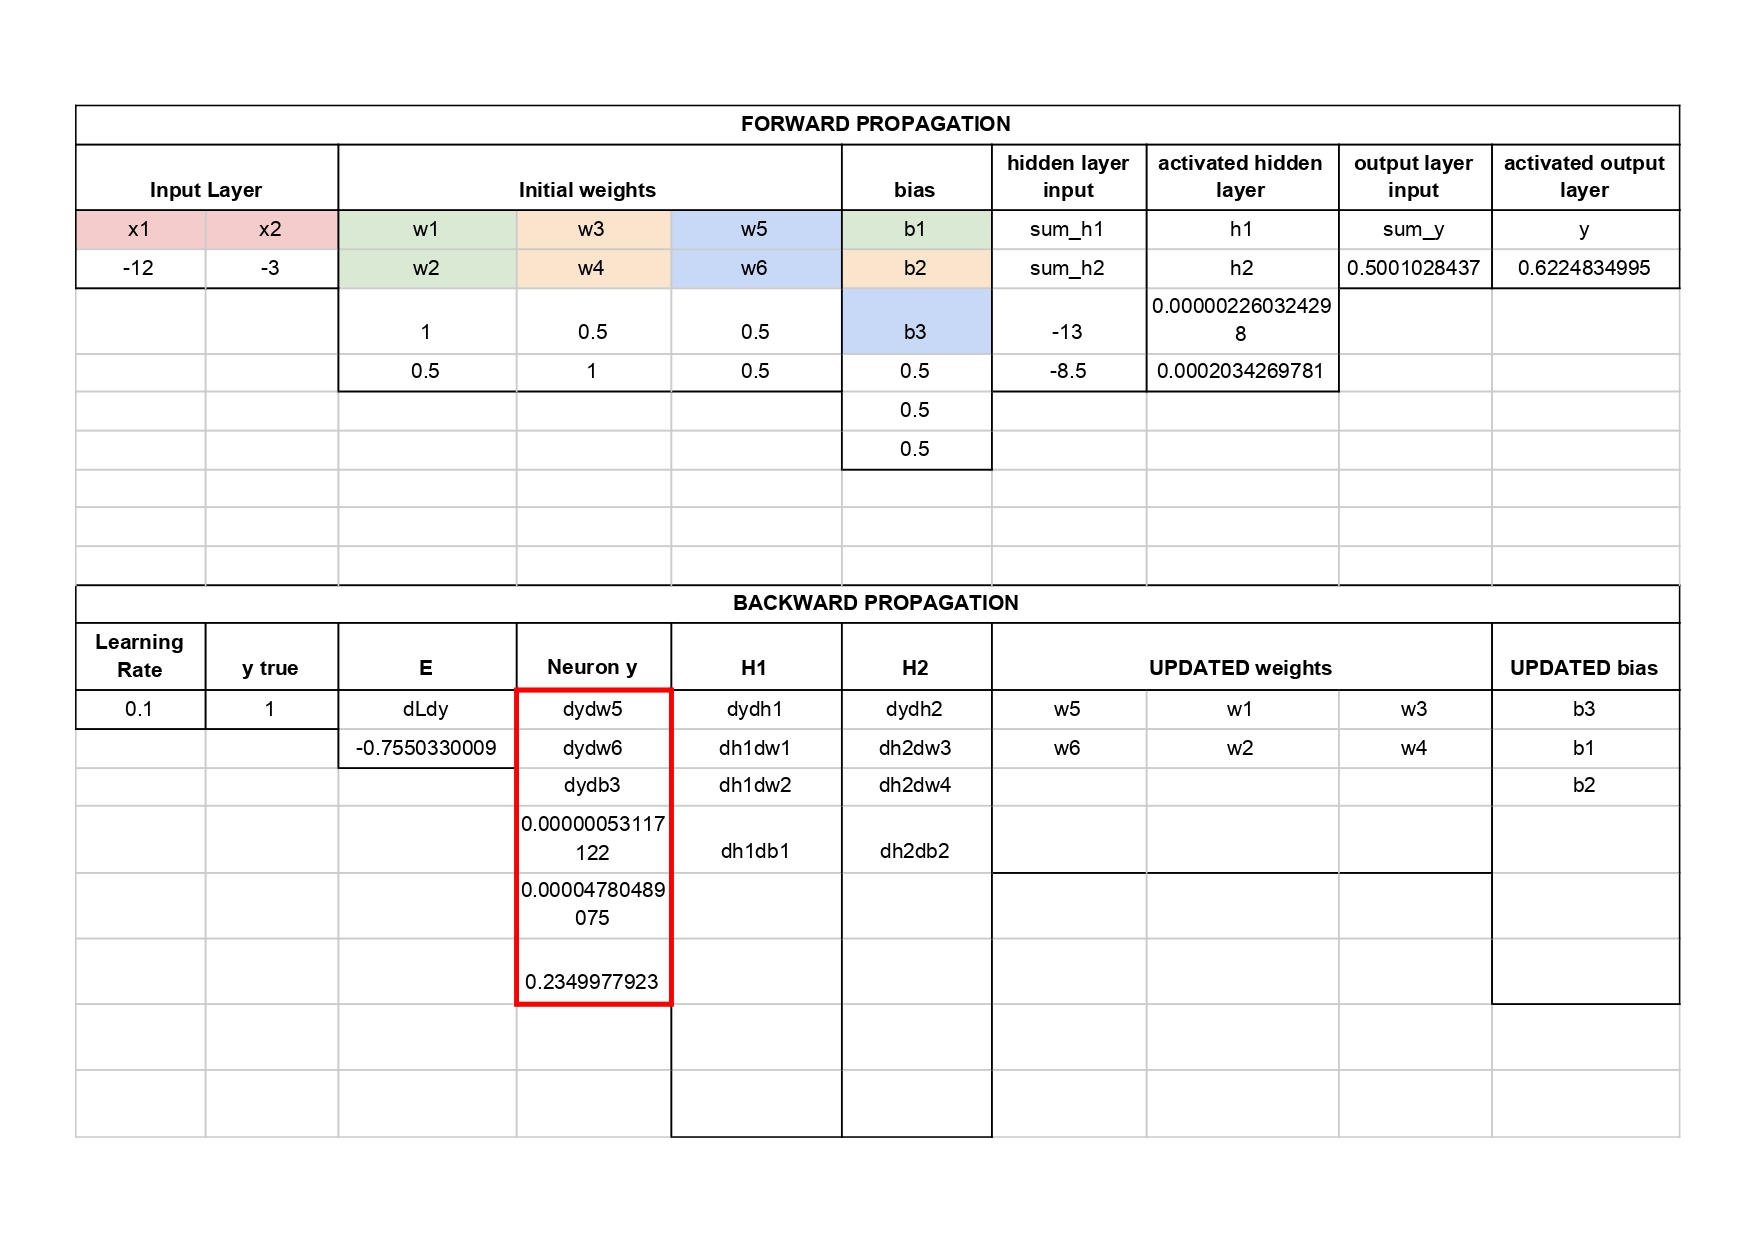 FORWARD PROPAGATION
Input Layer Initial weights bias hidden layer input activated hidden layer output layer input activated output layer
x1 x2 w1 w3 w5 b1 sum_h1 h1 sum_y y
-12 -3 w2 w4 w6 b2 sum_h2 h2 0.5001028437 0.6224834995
1 0.5 0.5 b3 -13 0.000002260324298
0.5 1 0.5 0.5 -8.5 0.0002034269781
0.5
0.5
BACKWARD PROPAGATION
Learning Rate y true E Neuron y H1 H2 UPDATED weights UPDATED bias
0.1 1 dLdy dydw5 dydh1 dydh2 w5 w1 w3 b3
-0.7550330009 dydw6 dh1dw1 dh2dw3 w6 w2 w4 b1
dydb3 dh1dw2 dh2dw4 b2
0.00000053117122 dh1db1 dh2db2
0.00004780489075
0.2349977923